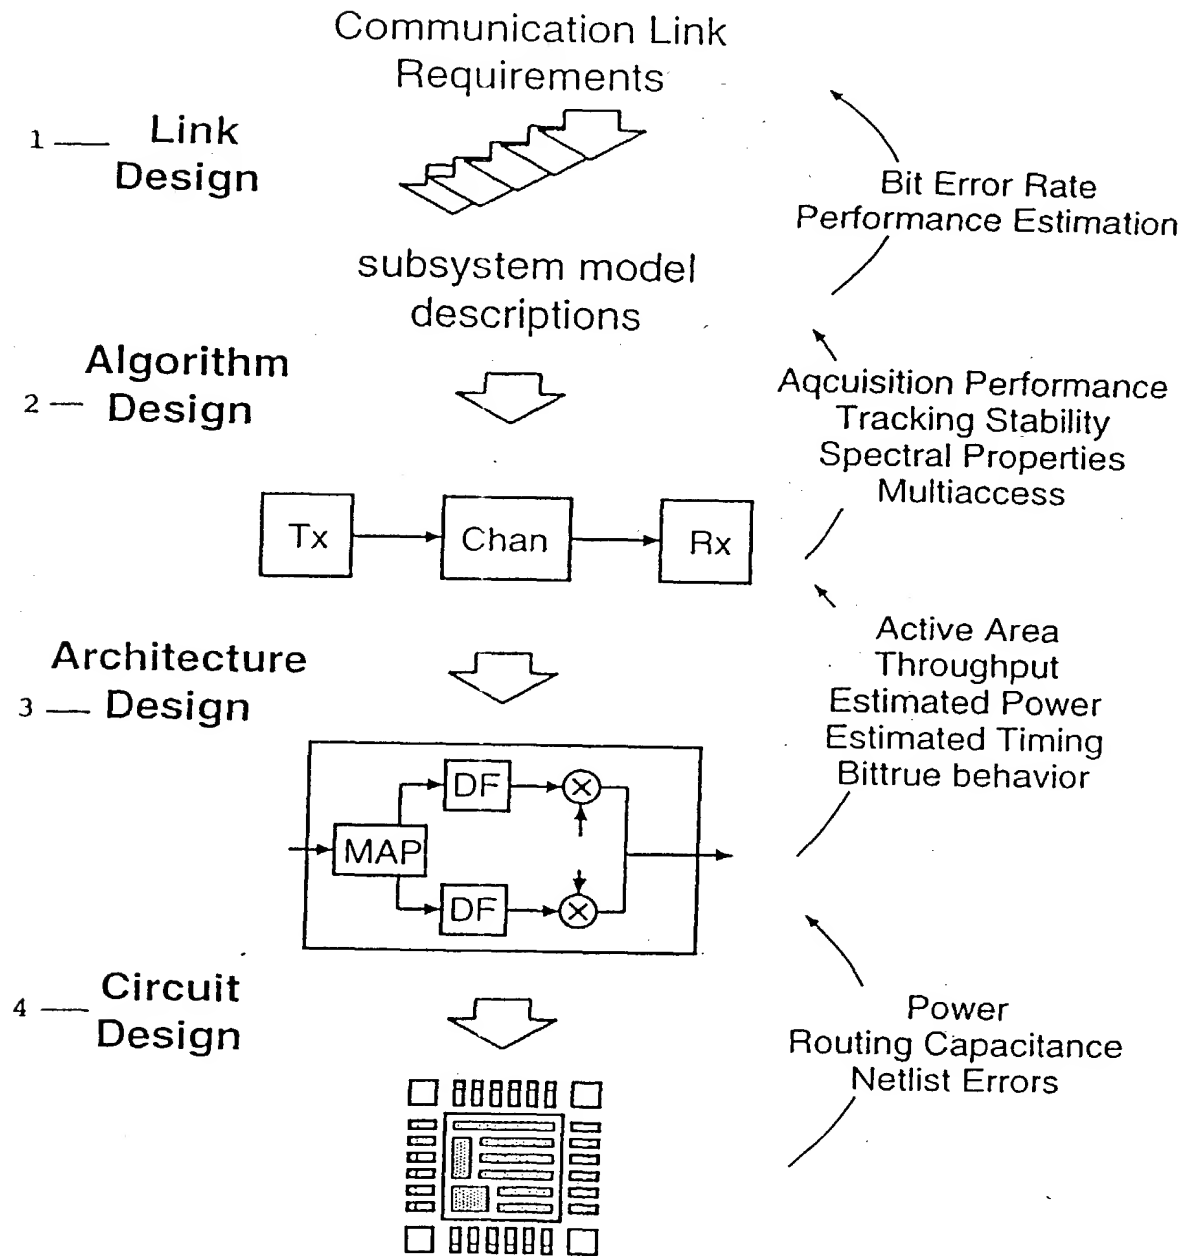 Communication Link
Requirements
1 — Link
Design
Bit Error Rate
Performance Estimation
subsystem model
descriptions
Algorithm
2 — Design
Aqcuisition Performance
Tracking Stability
Spectral Properties
Multiaccess
Tx
Chan
Rx
Architecture
3 — Design
Active Area
Throughput
Estimated Power
Estimated Timing
Bittrue behavior
DF
MAP
DF
4 — Circuit
Design
Power
Routing Capacitance
Netlist Errors